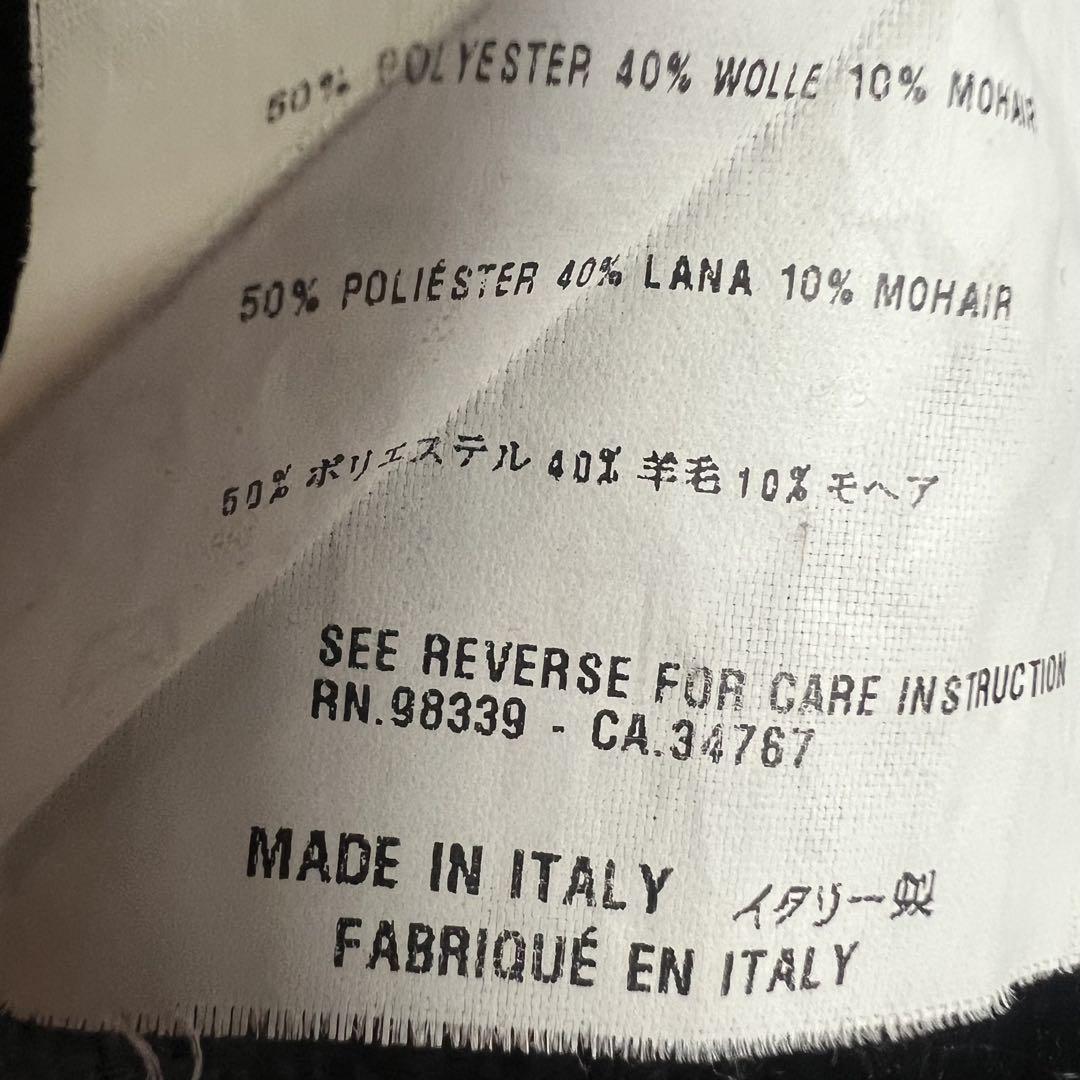 50% POLYESTER 40% WOLLE 10% MOHAIR
50% POLIÉSTER 40% LANA 10% MOHAIR
50% ポリエステル 40% 羊毛 10% モヘア
SEE REVERSE FOR CARE INSTRUCTION
RN.98339 - CA.34767
MADE IN ITALY イタリー製
FABRIQUÉ EN ITALY